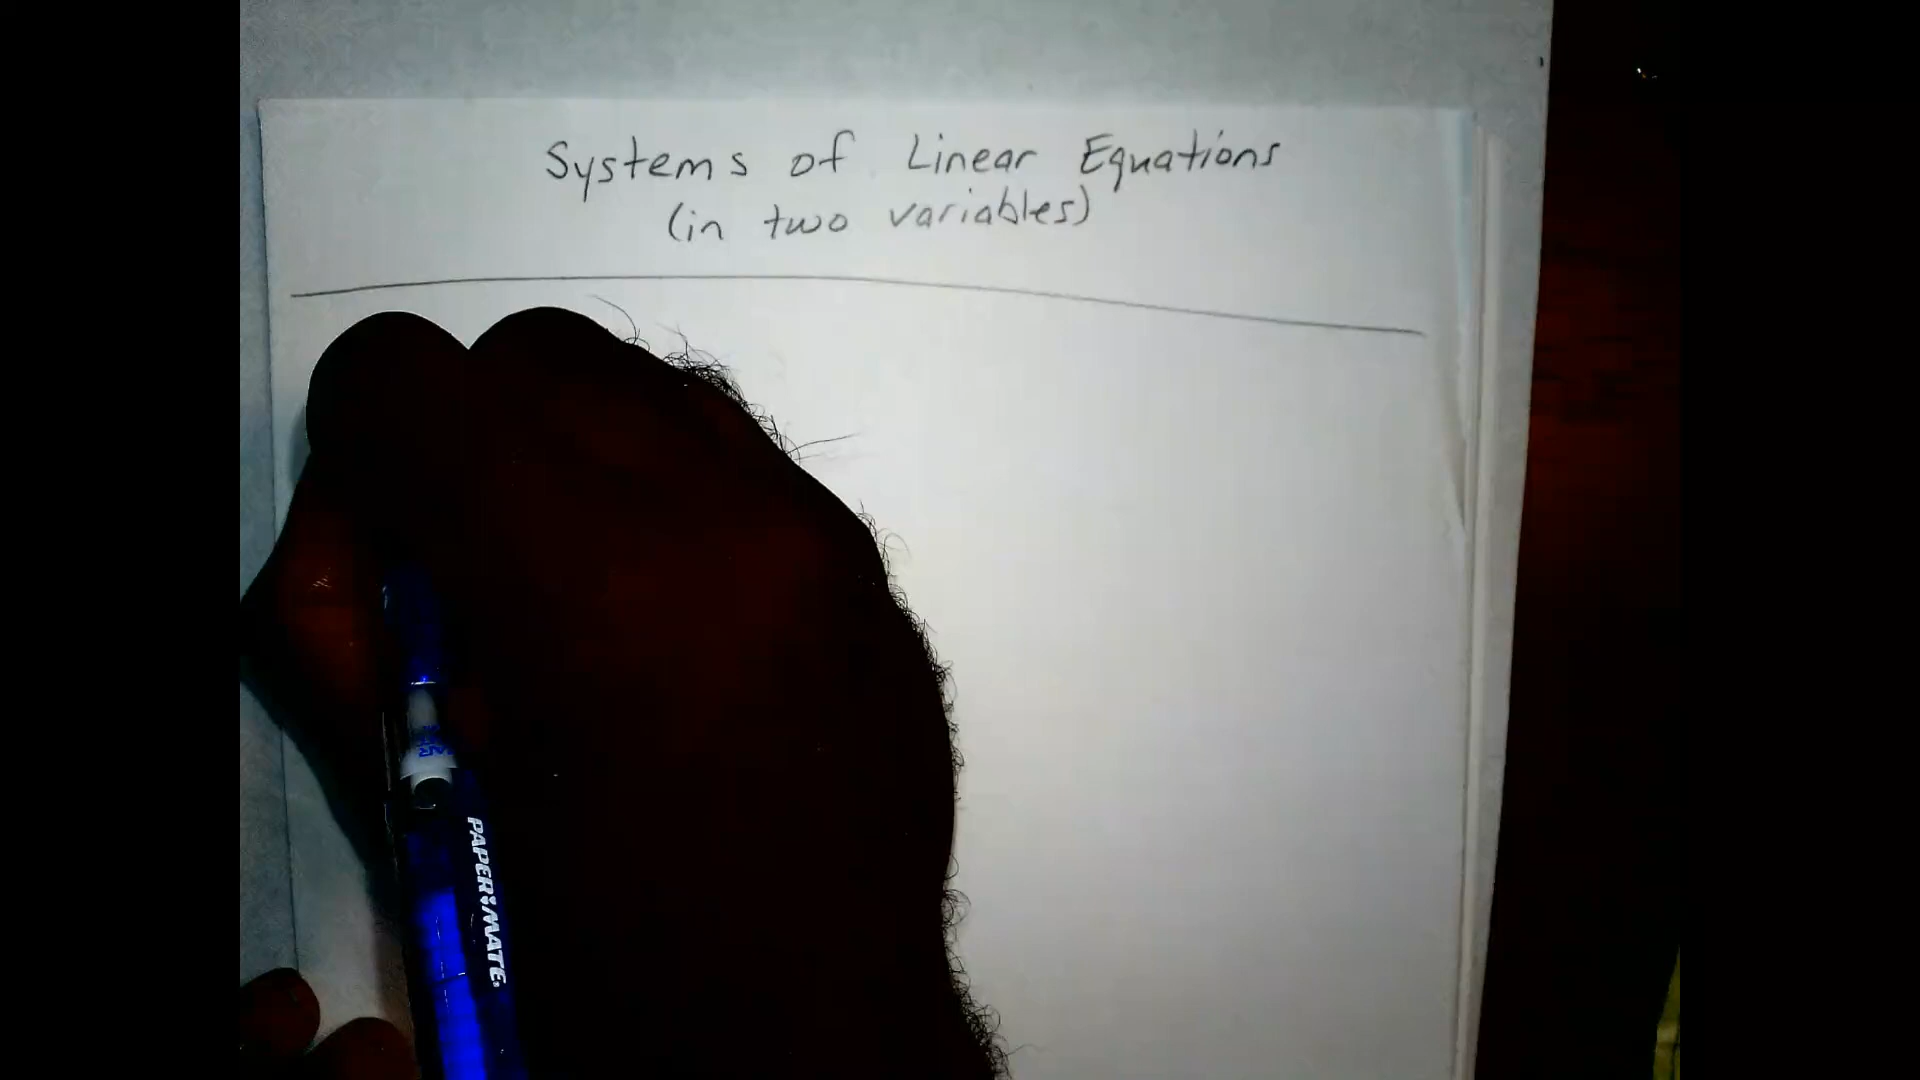 Systems of Linear Equations
(in two variables)
PAPER:MATE.